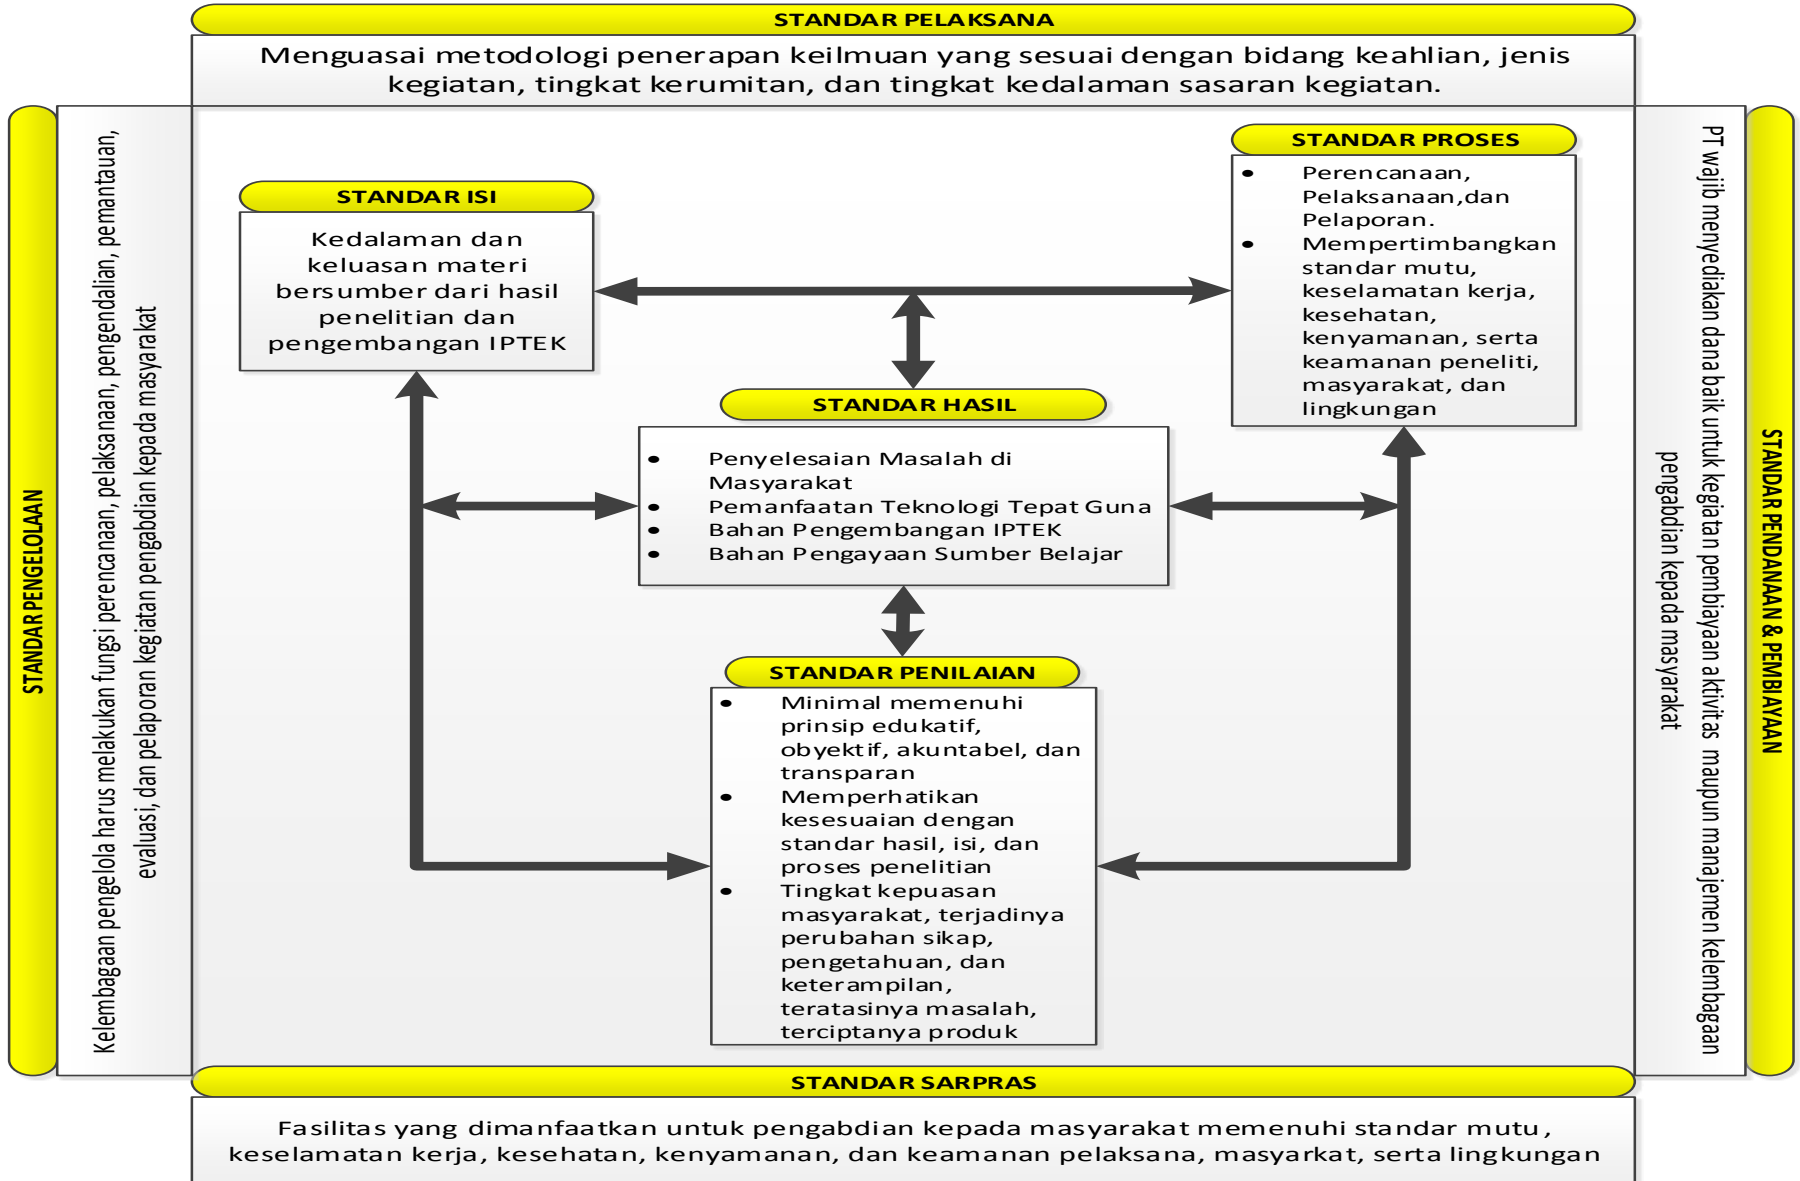 STANDAR PELAKSANA
Menguasai metodologi penerapan keilmuan yang sesuai dengan bidang keahlian, jenis
kegiatan, tingkat kerumitan, dan tingkat kedalaman sasaran kegiatan.
STANDAR PENGELOLAAN
Kelembagaan pengelola harus melakukan fungsi perencanaan, pelaksanaan, pengendalian, pemantauan,
evaluasi, dan pelaporan kegiatan pengabdian kepada masyarakat
STANDAR ISI
Kedalaman dan
keluasan materi
bersumber dari hasil
penelitian dan
pengembangan IPTEK
STANDAR PROSES
• Perencanaan,
Pelaksanaan,dan
Pelaporan.
• Mempertimbangkan
standar mutu,
keselamatan kerja,
kesehatan,
kenyamanan, serta
keamanan peneliti,
masyarakat, dan
lingkungan
STANDAR HASIL
• Penyelesaian Masalah di
Masyarakat
• Pemanfaatan Teknologi Tepat Guna
• Bahan Pengembangan IPTEK
• Bahan Pengayaan Sumber Belajar
STANDAR PENILAIAN
• Minimal memenuhi
prinsip edukatif,
obyektif, akuntabel, dan
transparan
• Memperhatikan
kesesuaian dengan
standar hasil, isi, dan
proses penelitian
• Tingkat kepuasan
masyarakat, terjadinya
perubahan sikap,
pengetahuan, dan
keterampilan,
teratasinya masalah,
terciptanya produk
STANDAR PENDANAAN & PEMBIAYAAN
PT wajib menyediakan dana baik untuk kegiatan pembiayaan aktivitas maupun manajemen kelembagaan
pengabdian kepada masyarakat
STANDAR SARPRAS
Fasilitas yang dimanfaatkan untuk pengabdian kepada masyarakat memenuhi standar mutu,
keselamatan kerja, kesehatan, kenyamanan, dan keamanan pelaksana, masyarkat, serta lingkungan